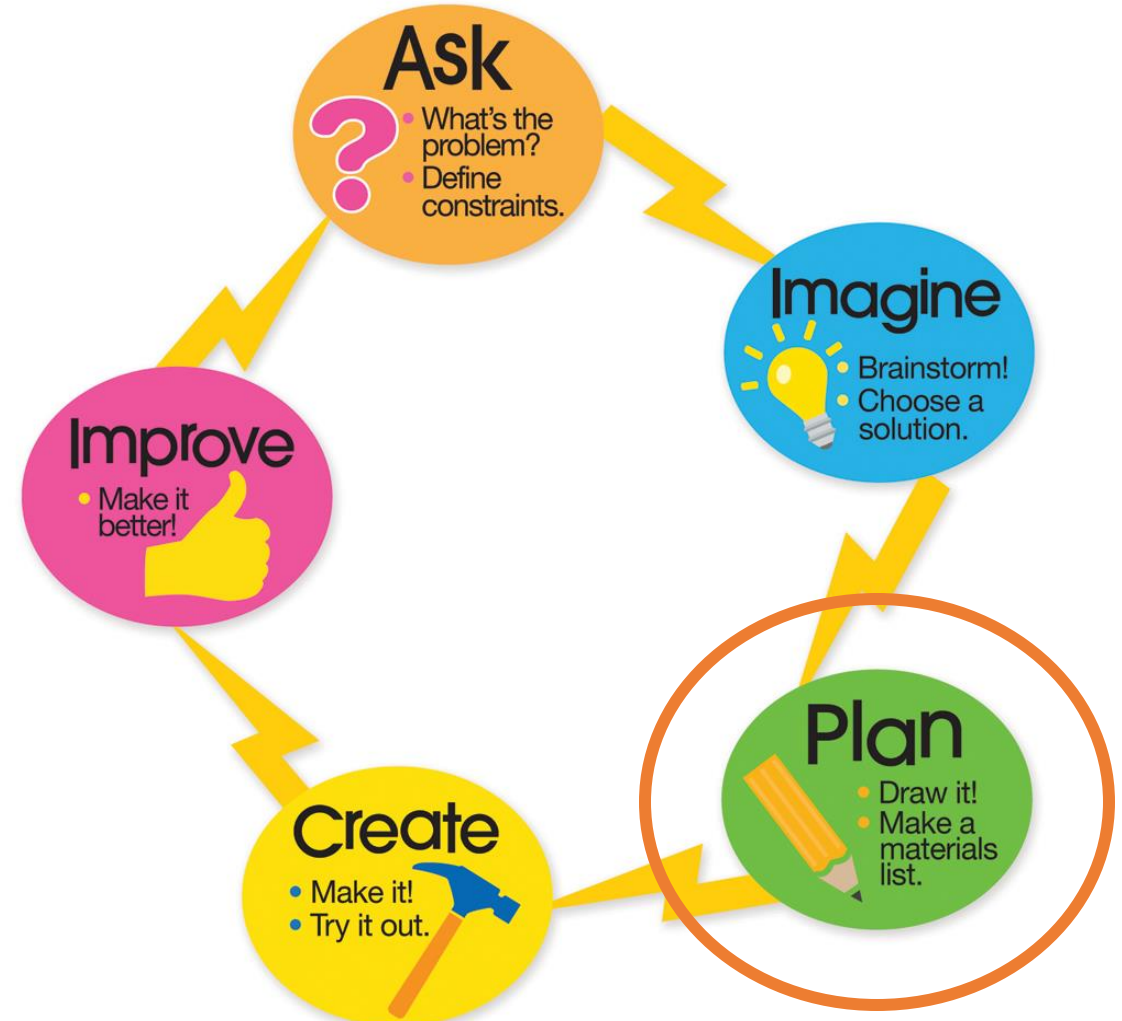 Ask
?
• What's the
problem?
• Define
constraints.
Imagine
• Brainstorm!
• Choose a
solution.
Plan
• Draw it!
• Make a
materials
list.
Create
• Make it!
• Try it out.
Improve
• Make it
better!